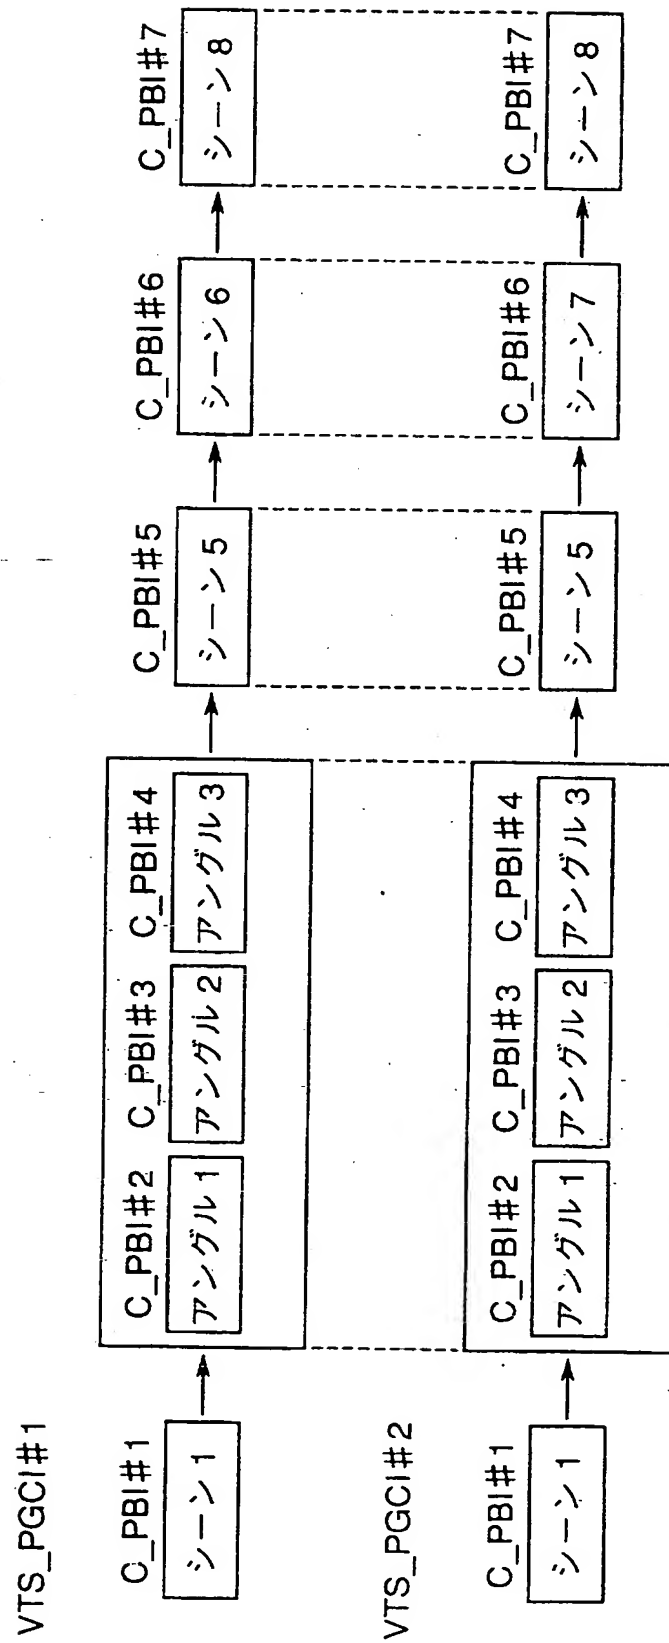 VTS_PGCI#1
C_PBI#1
シーン1
C_PBI#2
アングル1
C_PBI#3
アングル2
C_PBI#4
アングル3
C_PBI#5
シーン5
C_PBI#6
シーン6
C_PBI#7
シーン8
VTS_PGCI#2
C_PBI#1
シーン1
C_PBI#2
アングル1
C_PBI#3
アングル2
C_PBI#4
アングル3
C_PBI#5
シーン5
C_PBI#6
シーン7
C_PBI#7
シーン8